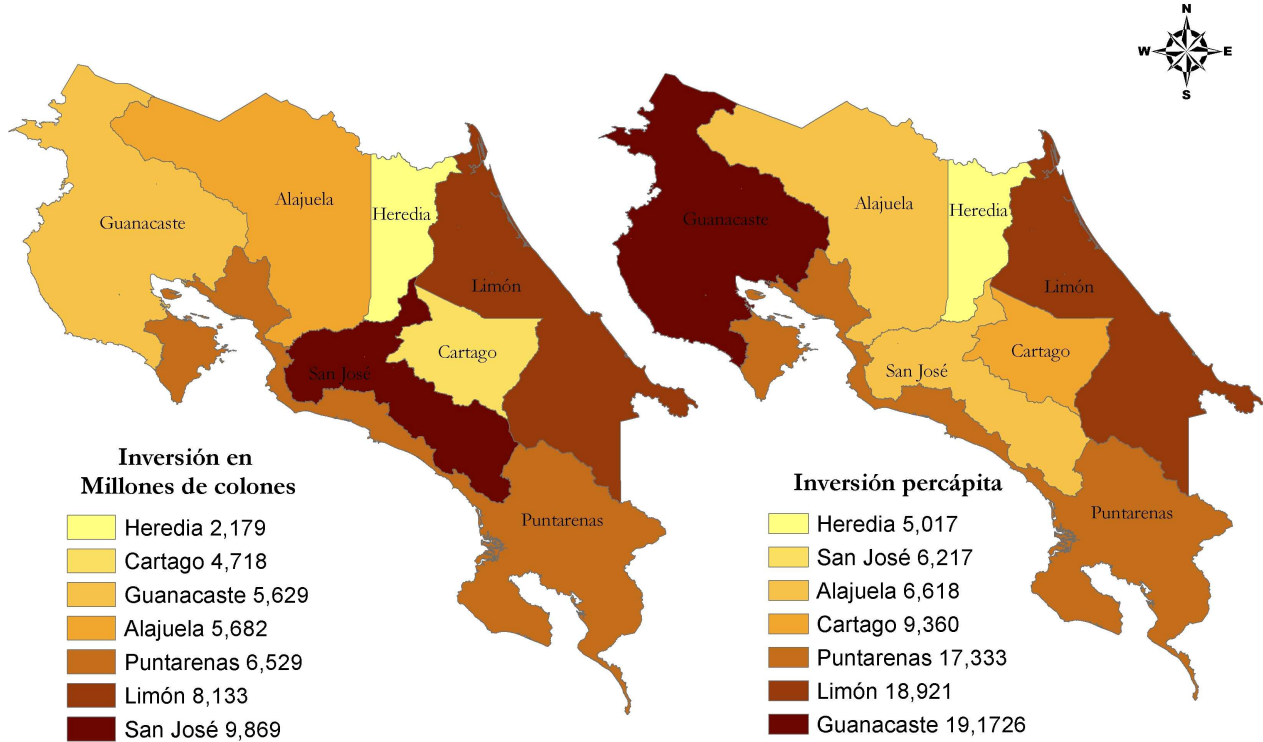 N
W E
S
Guanacaste
Alajuela
Heredia
Limón
Cartago
San José
Puntarenas
Inversión en
Millones de colones
Heredia 2,179
Cartago 4,718
Guanacaste 5,629
Alajuela 5,682
Puntarenas 6,529
Limón 8,133
San José 9,869
Guanacaste
Alajuela
Heredia
Limón
Cartago
San José
Puntarenas
Inversión percápita
Heredia 5,017
San José 6,217
Alajuela 6,618
Cartago 9,360
Puntarenas 17,333
Limón 18,921
Guanacaste 19,1726